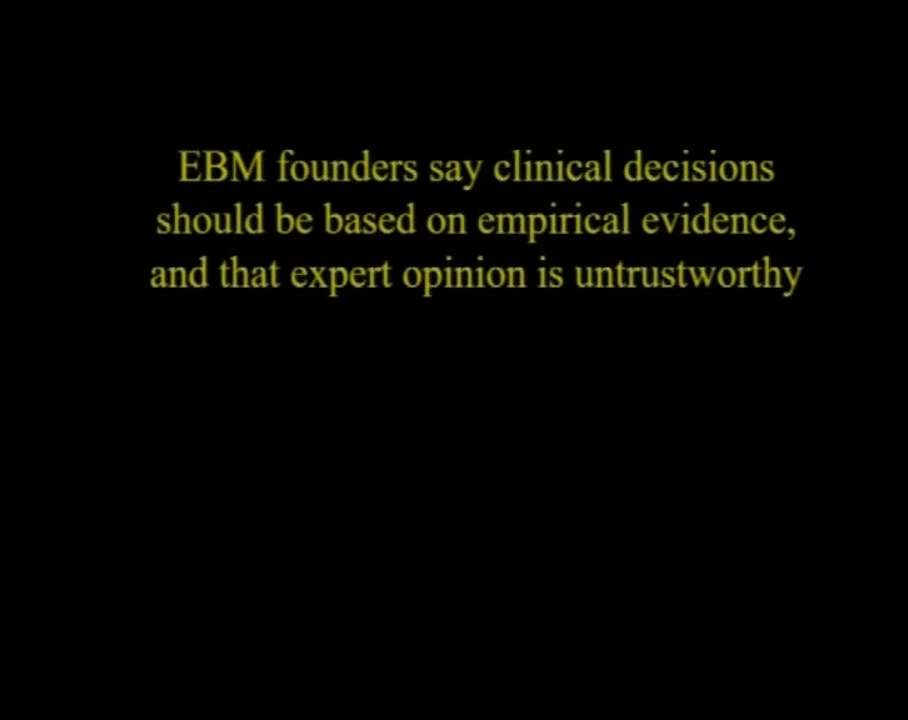 EBM founders say clinical decisions
should be based on empirical evidence,
and that expert opinion is untrustworthy